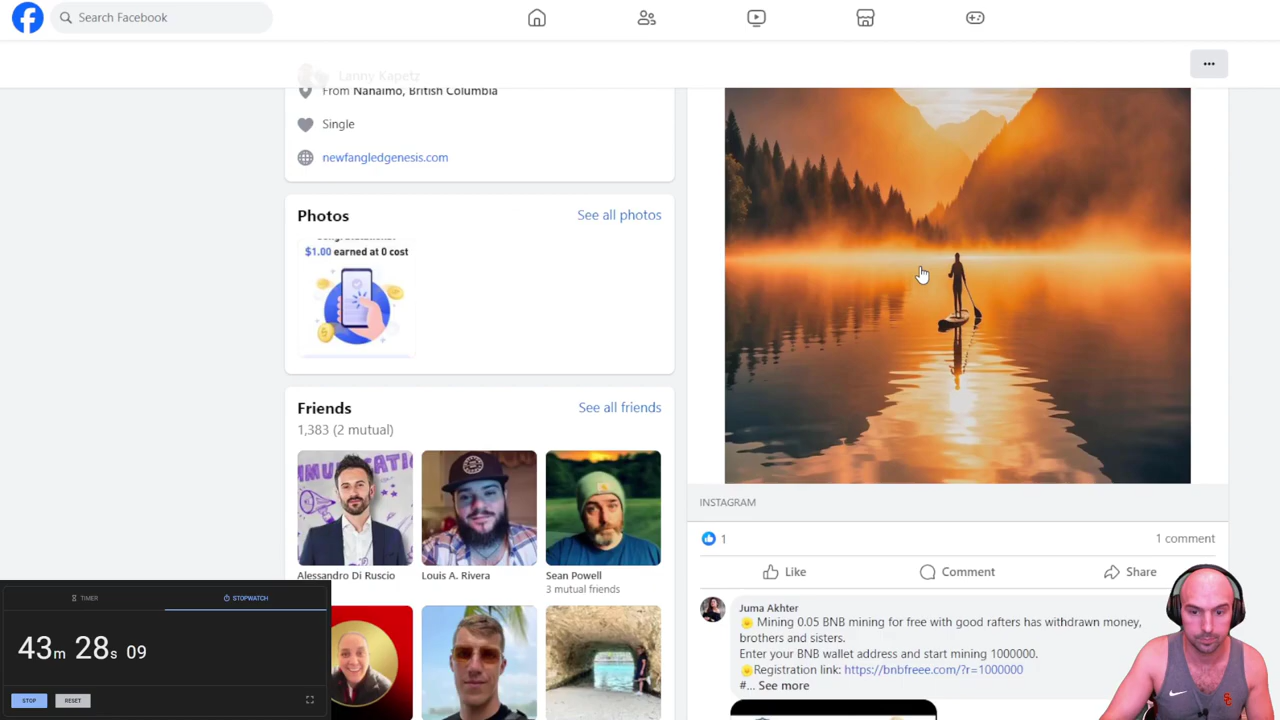 Search Facebook
Lanny Kapetz
From Nanaimo, British Columbia
Single
newfangledgenesis.com
Photos
See all photos
$1.00 earned at 0 cost
Friends
See all friends
1,383 (2 mutual)
Alessandro Di Ruscio
Louis A. Rivera
Sean Powell
3 mutual friends
TIMER
STOPWATCH
43m 28s 09
STOP
RESET
INSTAGRAM
1
1 comment
Like
Comment
Share
Juma Akhter
Mining 0.05 BNB mining for free with good rafters has withdrawn money,
brothers and sisters.
Enter your BNB wallet address and start mining 1000000.
Registration link: https://bnbfreee.com/?r=1000000
#... See more